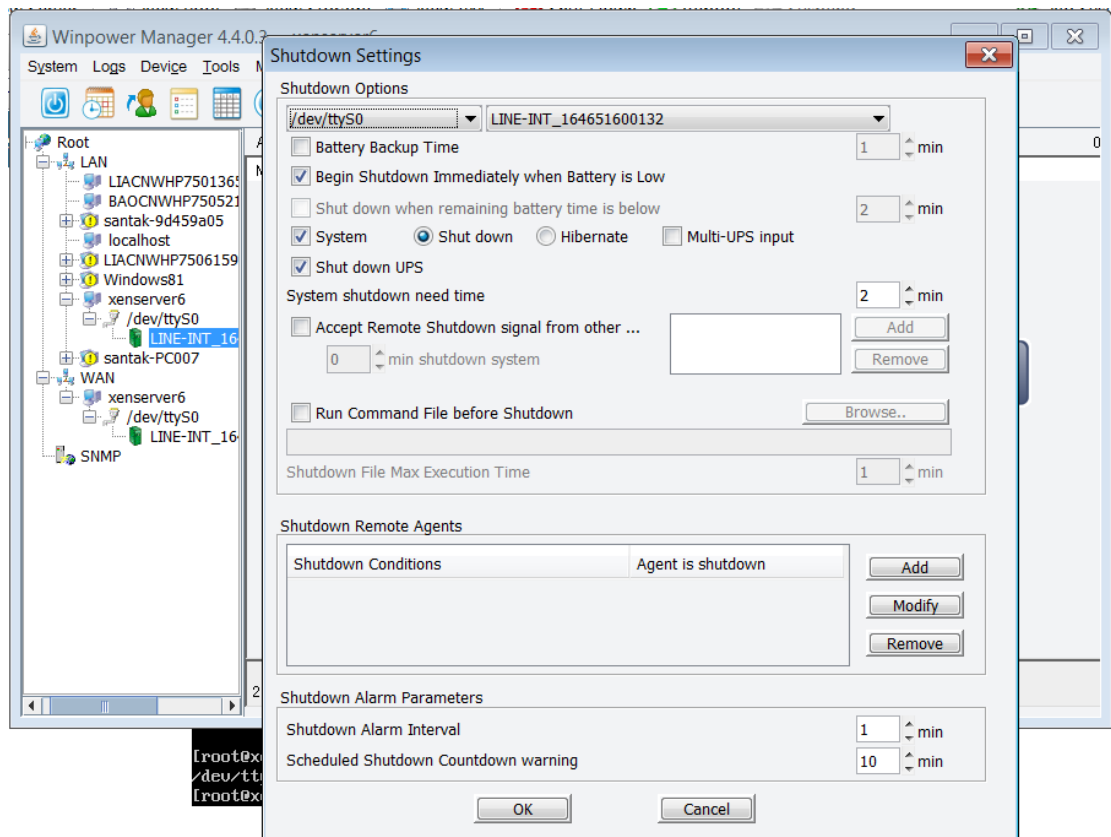 Winpower Manager 4.4.0.3
Shutdown Settings
System Logs Device Tools
Shutdown Options
/dev/ttyS0 LINE-INT_164651600132
Battery Backup Time 1 min
Begin Shutdown Immediately when Battery is Low
Shut down when remaining battery time is below 2 min
System Shut down Hibernate Multi-UPS input
Shut down UPS
System shutdown need time 2 min
Accept Remote Shutdown signal from other ... Add
0 min shutdown system Remove
Run Command File before Shutdown Browse..
Shutdown File Max Execution Time 1 min
Shutdown Remote Agents
Shutdown Conditions Agent is shutdown
Add
Modify
Remove
Shutdown Alarm Parameters
Shutdown Alarm Interval 1 min
Scheduled Shutdown Countdown warning 10 min
OK Cancel
Root
LAN
LIACNWHP7501365
BAOCNWHP750521
santak-9d459a05
localhost
LIACNWHP7506159
Windows81
xenserver6
/dev/ttyS0
LINE-INT_16
santak-PC007
WAN
xenserver6
/dev/ttyS0
LINE-INT_16
SNMP
[root@x
/dev/tt
[root@x